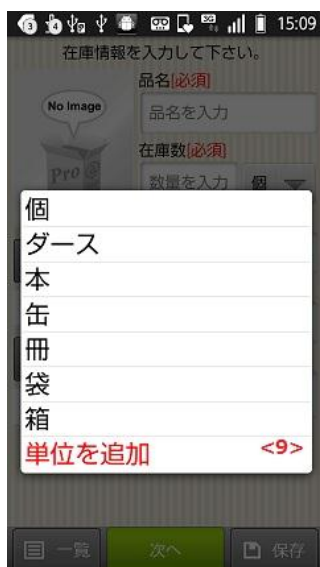 15:09
在庫情報を入力して下さい。
品名[必須]
No Image
品名を入力
在庫数[必須]
Pro
数量を入力 個
個
ダース
本
缶
冊
袋
箱
単位を追加 <9>
一覧 次へ 保存